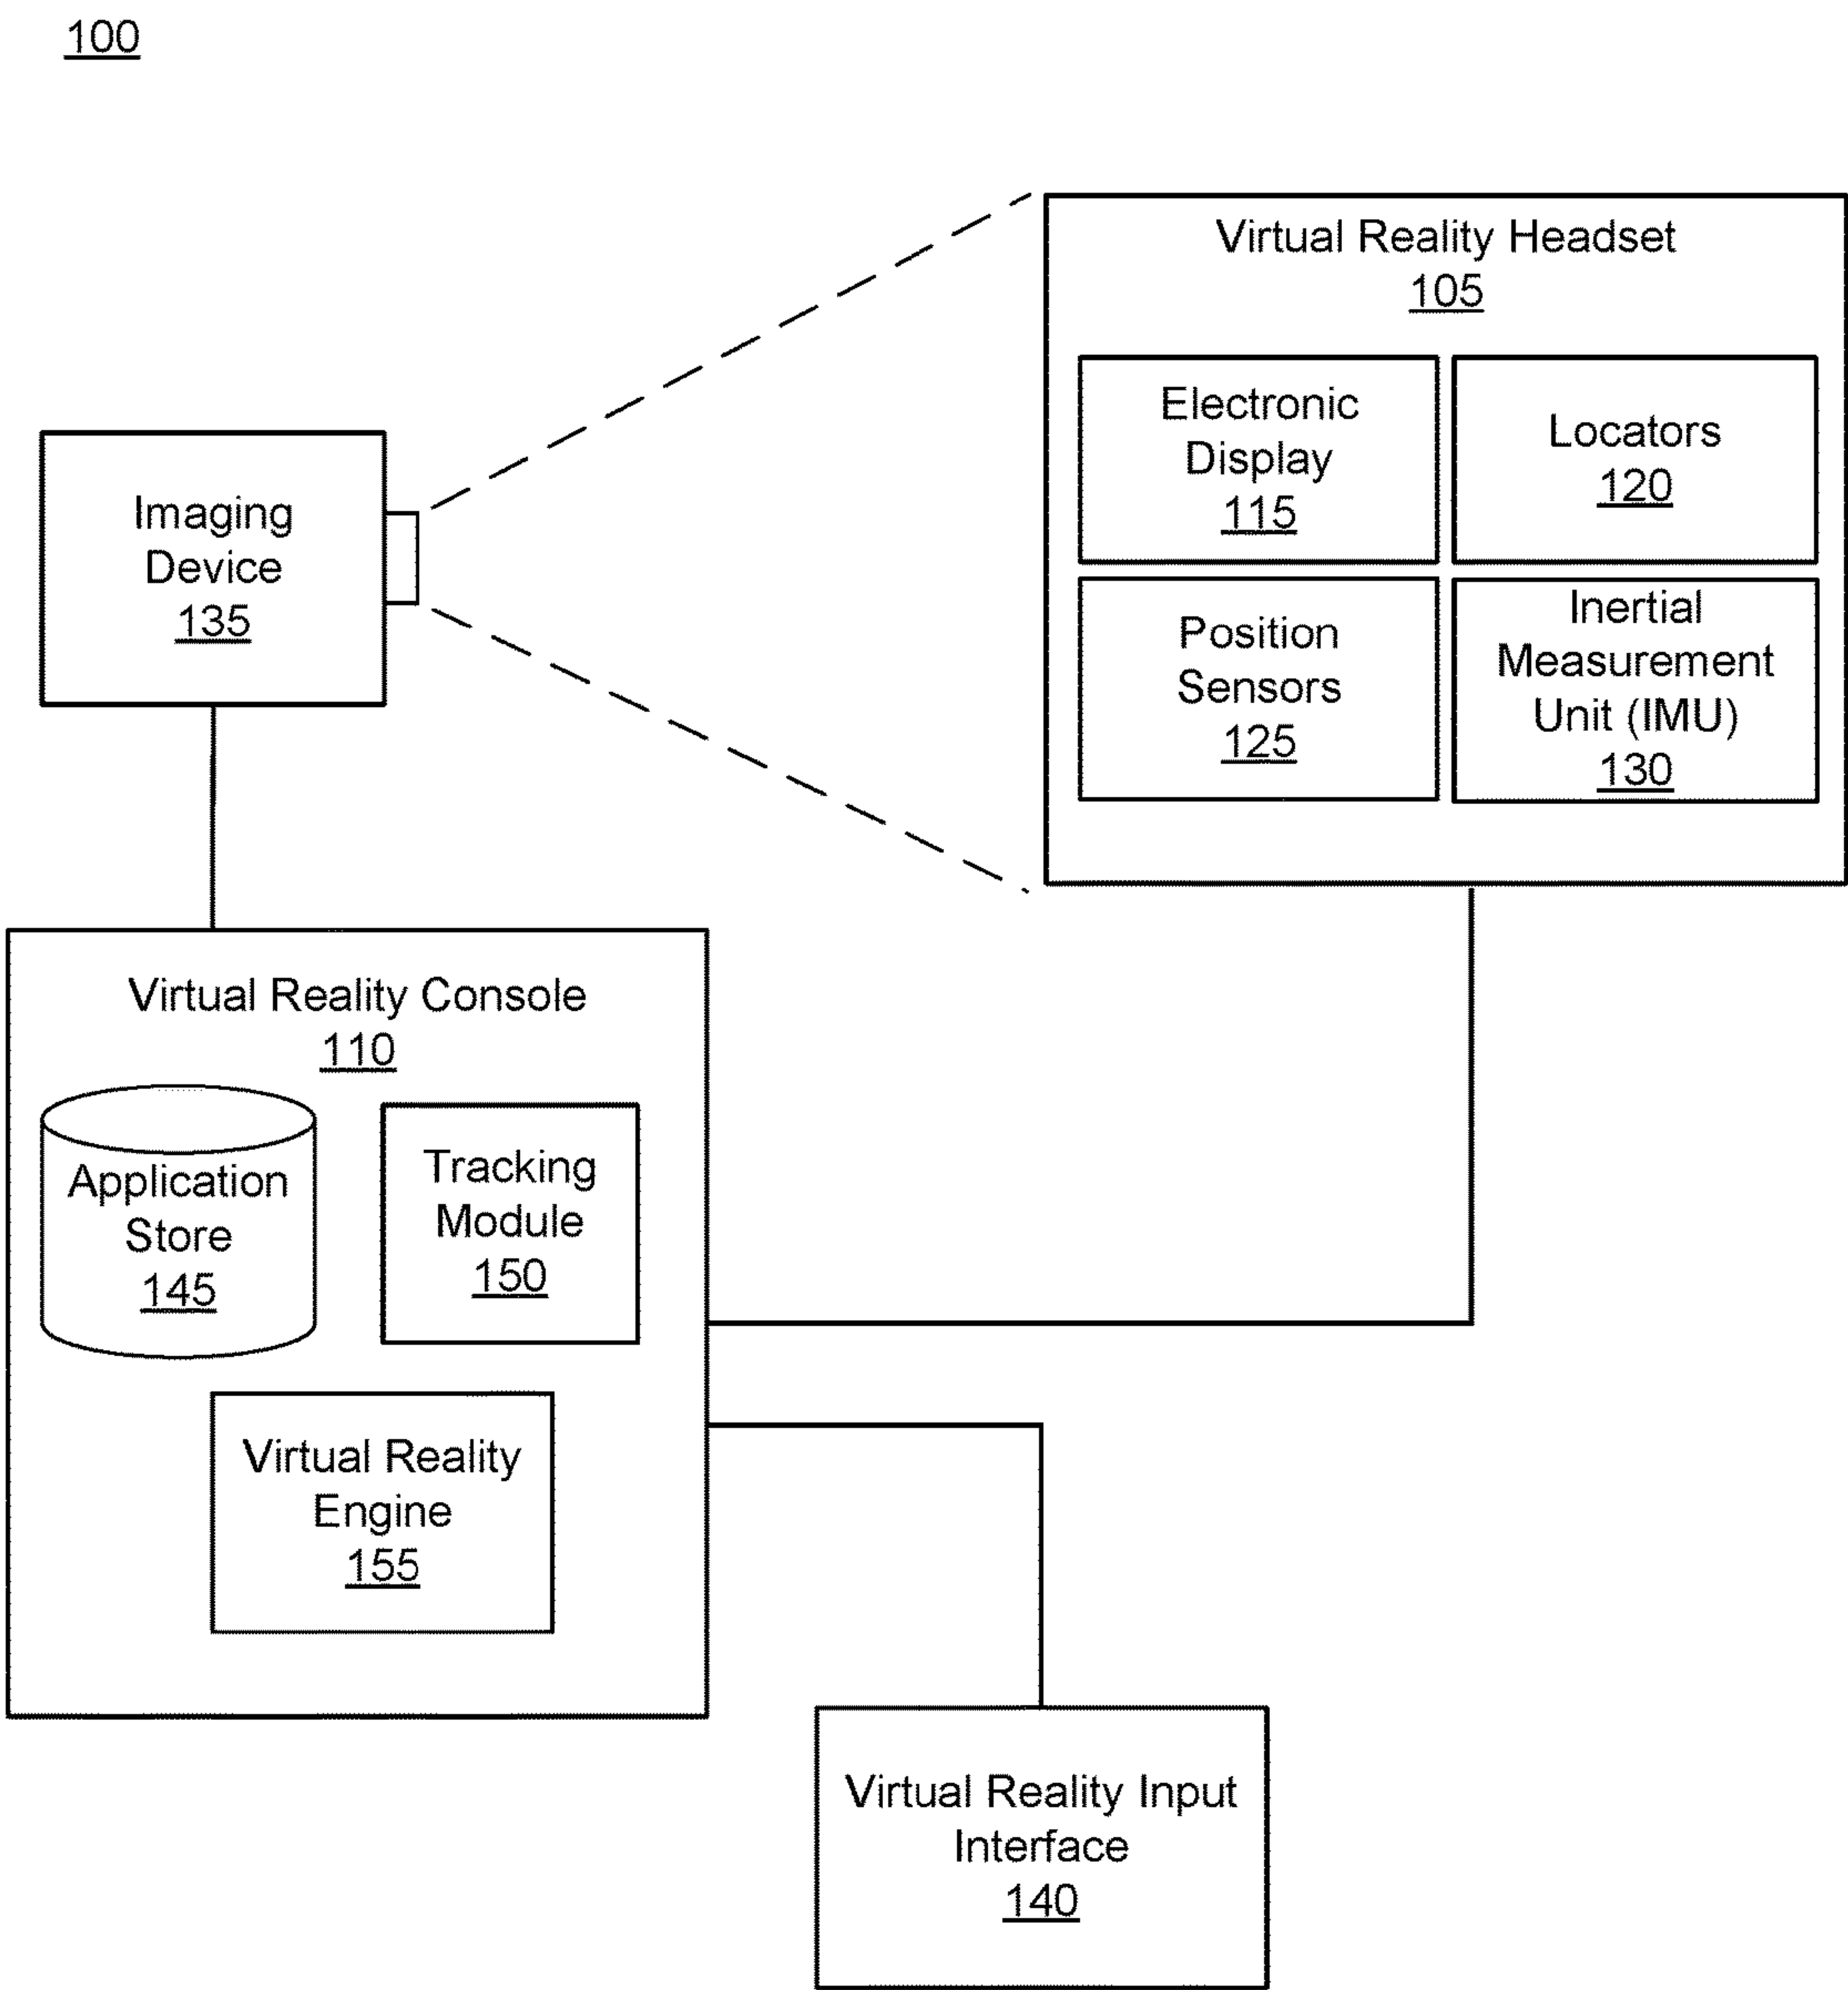 100
Virtual Reality Headset
105
Electronic
Display
115
Locators
120
Position
Sensors
125
Inertial
Measurement
Unit (IMU)
130
Imaging
Device
135
Virtual Reality Console
110
Application
Store
145
Tracking
Module
150
Virtual Reality
Engine
155
Virtual Reality Input
Interface
140